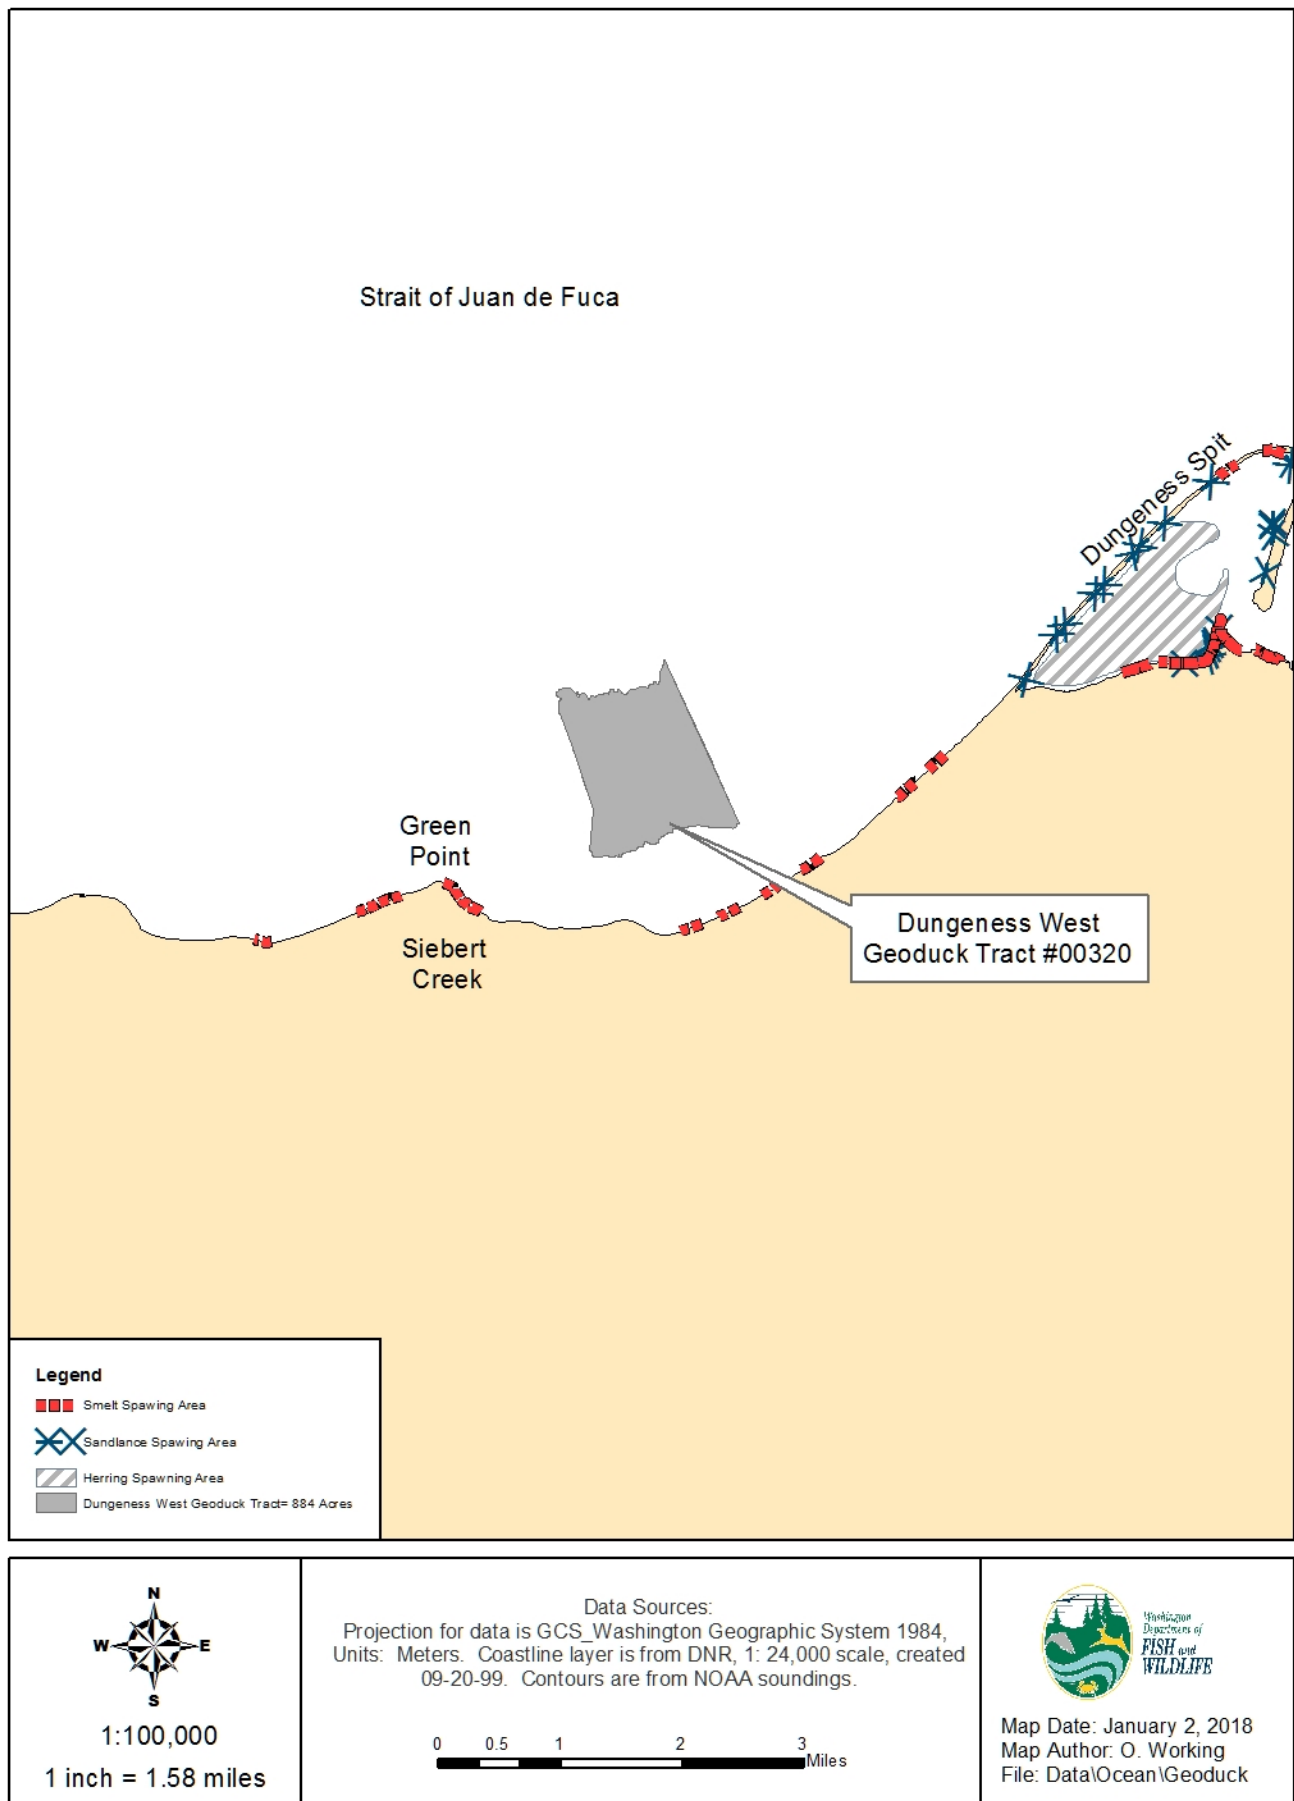 Strait of Juan de Fuca
Dungeness Spit
Green
Point
Siebert
Creek
Dungeness West
Geoduck Tract #00320
Legend
Smelt Spawing Area
Sandlance Spawing Area
Herring Spawning Area
Dungeness West Geoduck Tract= 884 Acres
N
W E
S
1:100,000
1 inch = 1.58 miles
Data Sources:
Projection for data is GCS_Washington Geographic System 1984,
Units: Meters. Coastline layer is from DNR, 1: 24,000 scale, created
09-20-99. Contours are from NOAA soundings.
0 0.5 1 2 3
Miles
Washington
Department of
FISH and
WILDLIFE
Map Date: January 2, 2018
Map Author: O. Working
File: Data\Ocean\Geoduck